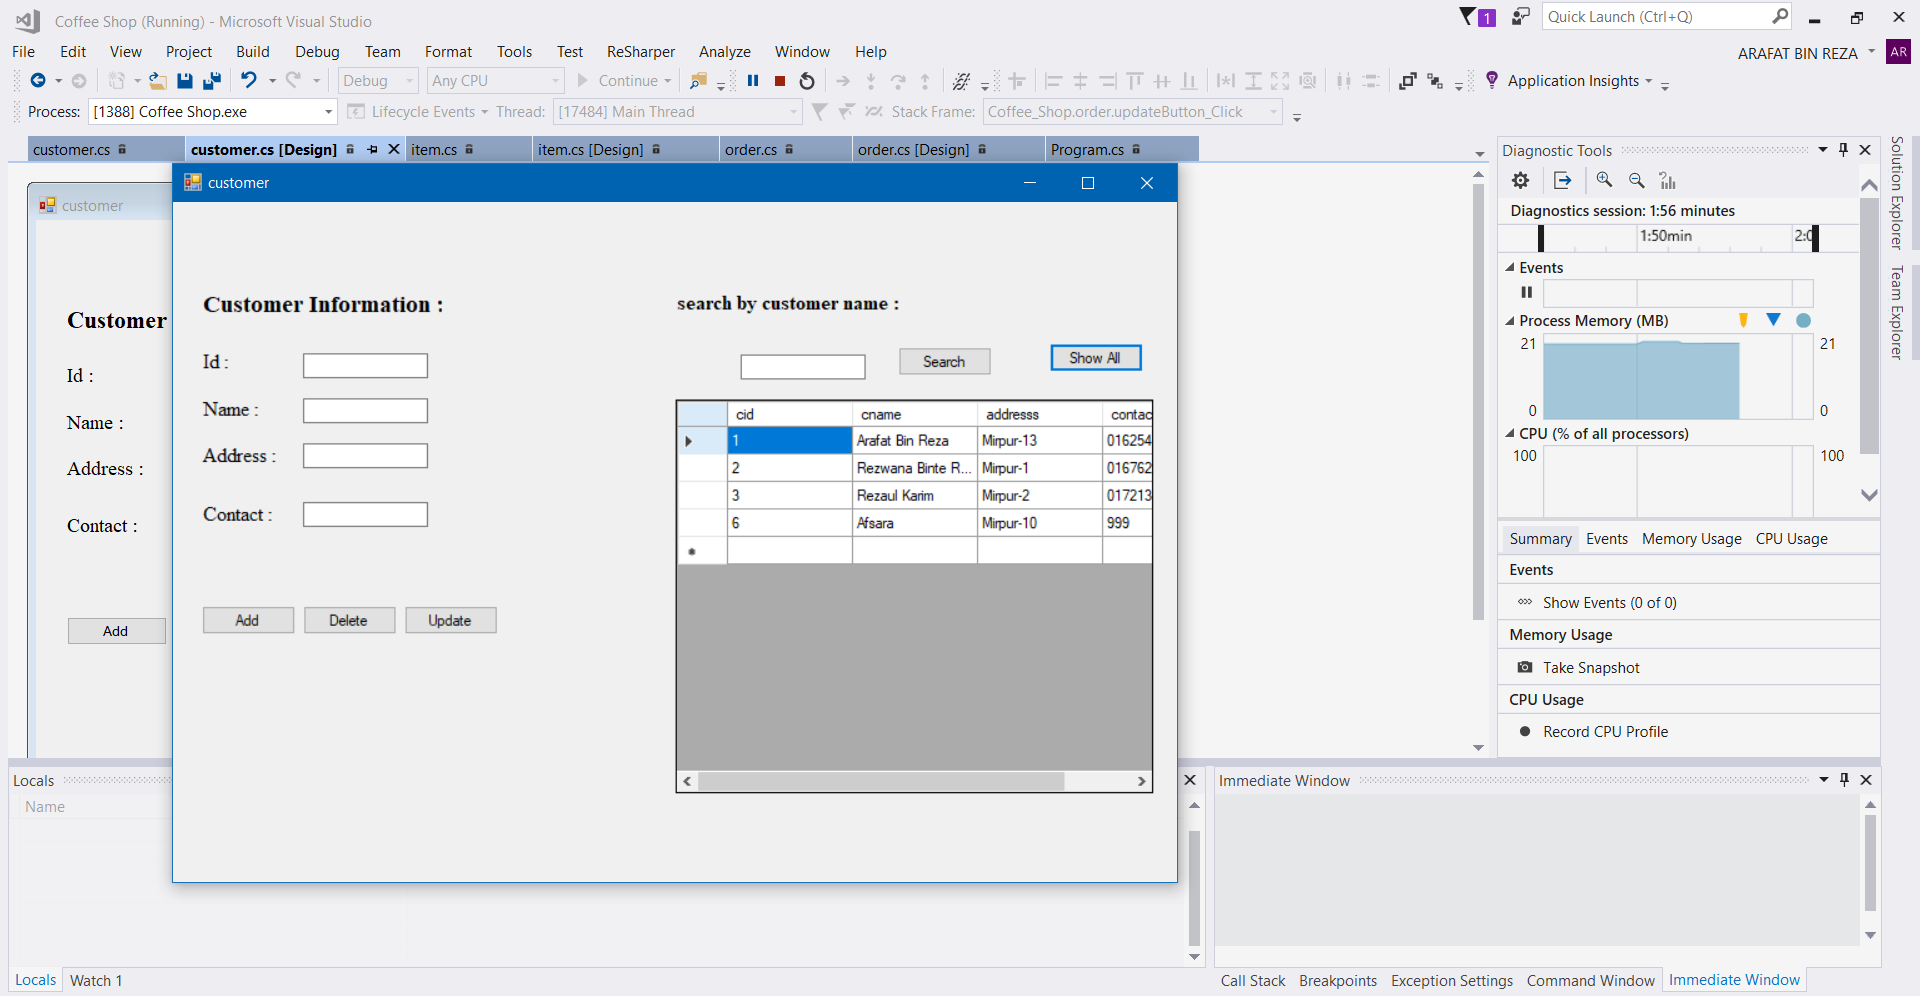 Coffee Shop (Running) - Microsoft Visual Studio
1
Quick Launch (Ctrl+Q)
File Edit View Project Build Debug Team Format Tools Test ReSharper Analyze Window Help
ARAFAT BIN REZA AR
Debug Any CPU Continue Application Insights
Process: [1388] Coffee Shop.exe Lifecycle Events Thread: [17484] Main Thread Stack Frame: Coffee_Shop.order.updateButton_Click
customer.cs customer.cs [Design] item.cs item.cs [Design] order.cs order.cs [Design] Program.cs
customer
Customer
Id :
Name :
Address :
Contact :
Add
customer
Customer Information :
Id :
Name :
Address :
Contact :
Add Delete Update
search by customer name :
Search Show All
cid cname addresss contac
1 Arafat Bin Reza Mirpur-13 016254
2 Rezwana Binte R... Mirpur-1 016762
3 Rezaul Karim Mirpur-2 017213
6 Afsara Mirpur-10 999
Diagnostic Tools
Diagnostics session: 1:56 minutes
1:50min 2:0
Events
Process Memory (MB)
21 21
0 0
CPU (% of all processors)
100 100
Summary Events Memory Usage CPU Usage
Events
Show Events (0 of 0)
Memory Usage
Take Snapshot
CPU Usage
Record CPU Profile
Solution Explorer
Team Explorer
Locals
Name
Locals Watch 1
Immediate Window
Call Stack Breakpoints Exception Settings Command Window Immediate Window